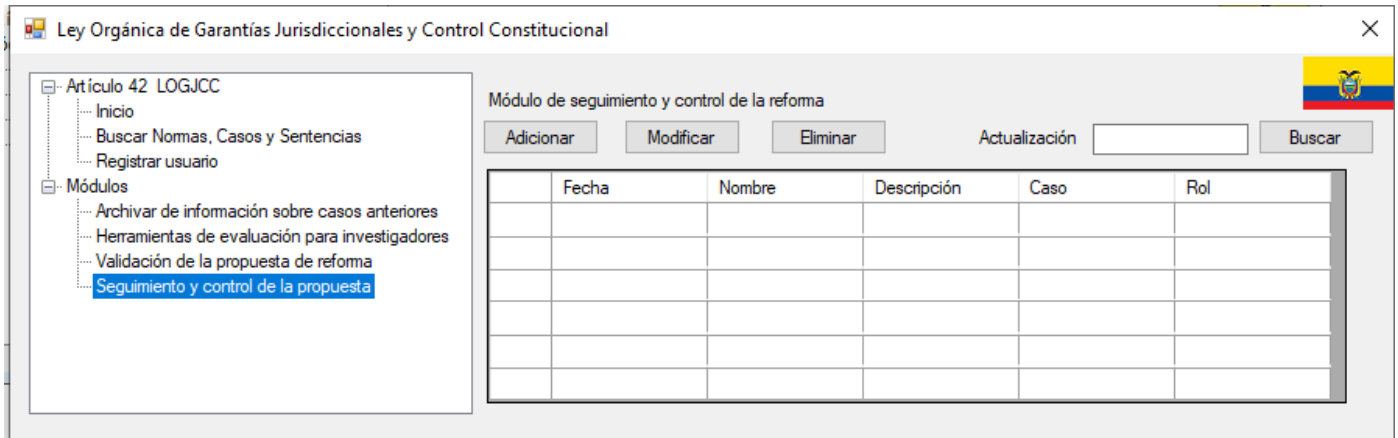 Ley Orgánica de Garantías Jurisdiccionales y Control Constitucional
Artículo 42 LOGJCC
Inicio
Buscar Normas, Casos y Sentencias
Registrar usuario
Módulos
Archivar de información sobre casos anteriores
Herramientas de evaluación para investigadores
Validación de la propuesta de reforma
Seguimiento y control de la propuesta
Módulo de seguimiento y control de la reforma
Adicionar Modificar Eliminar Actualización Buscar
Fecha Nombre Descripción Caso Rol